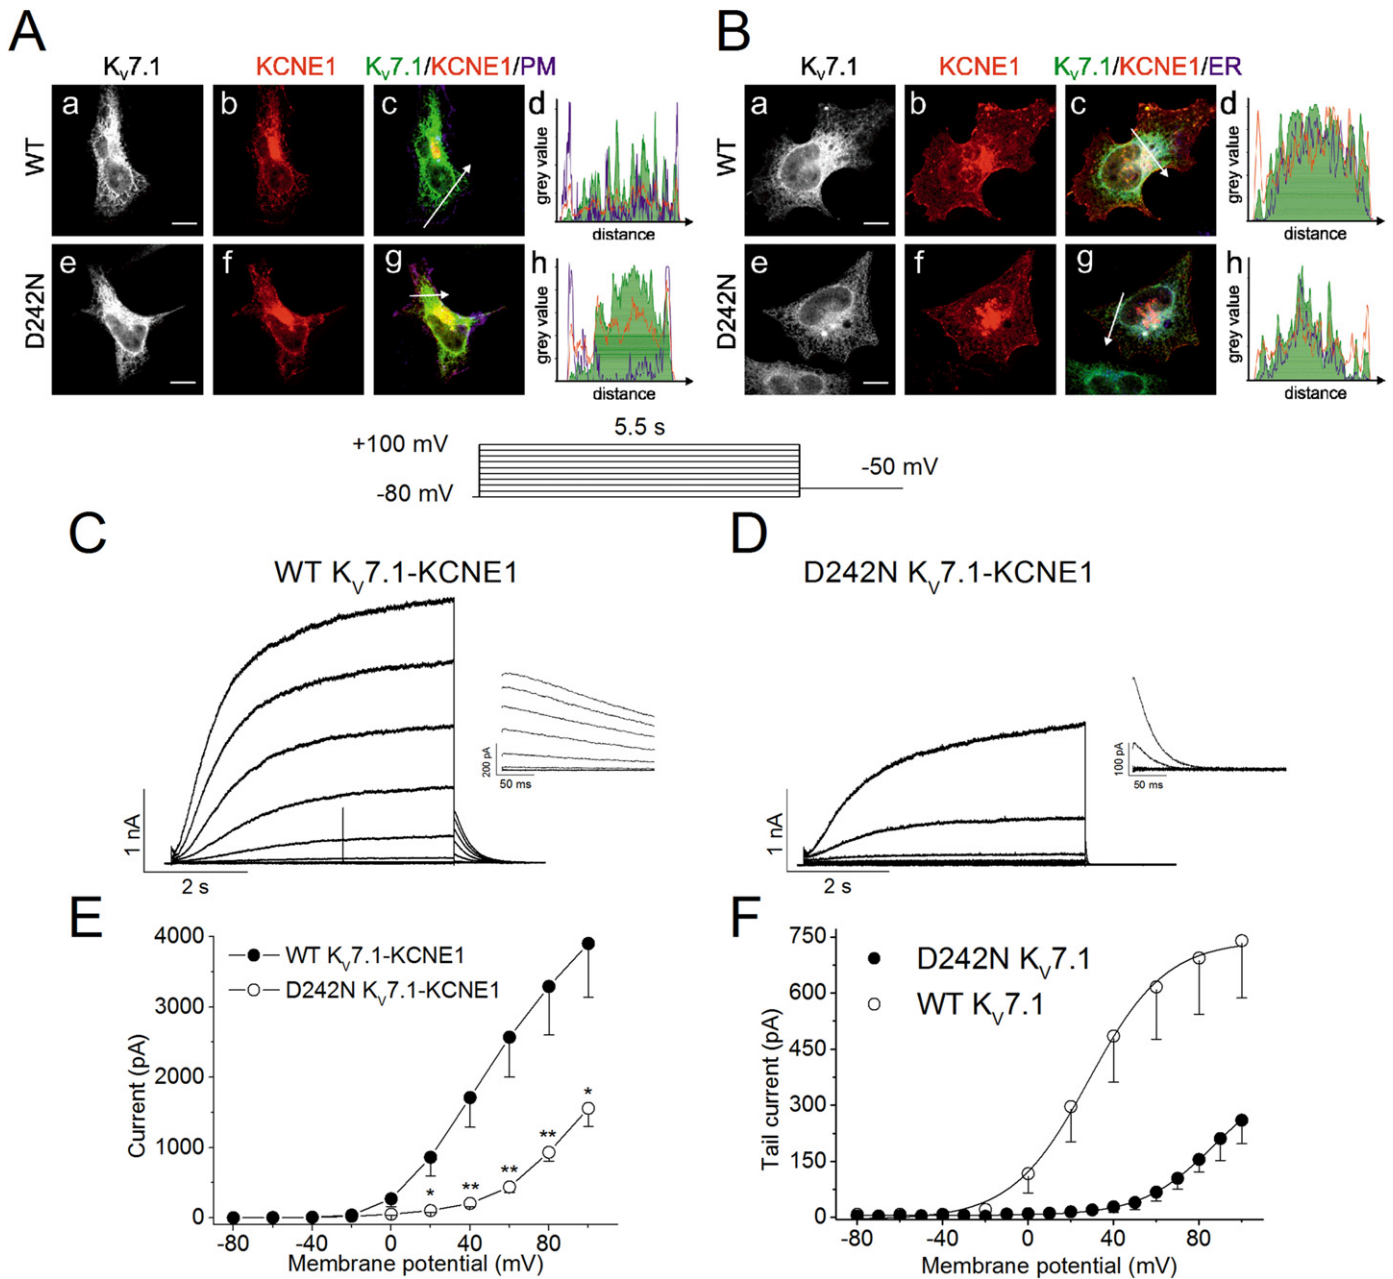 A
B
Kv7.1 KCNE1 Kv7.1/KCNE1/PM
Kv7.1 KCNE1 Kv7.1/KCNE1/ER
WT
a b c d
grey value
distance
WT
a b c d
grey value
distance
D242N
e f g h
grey value
distance
D242N
e f g h
grey value
distance
5.5 s
+100 mV
-50 mV
-80 mV
C
D
WT Kv7.1-KCNE1
D242N Kv7.1-KCNE1
200 pA
50 ms
100 pA
50 ms
1 nA
2 s
1 nA
2 s
E
WT Kv7.1-KCNE1
D242N Kv7.1-KCNE1
Current (pA)
4000
3000
2000
1000
0
* ** ** ** *
-80 -40 0 40 80
Membrane potential (mV)
F
D242N Kv7.1
WT Kv7.1
Tail current (pA)
750
600
450
300
150
0
-80 -40 0 40 80
Membrane potential (mV)